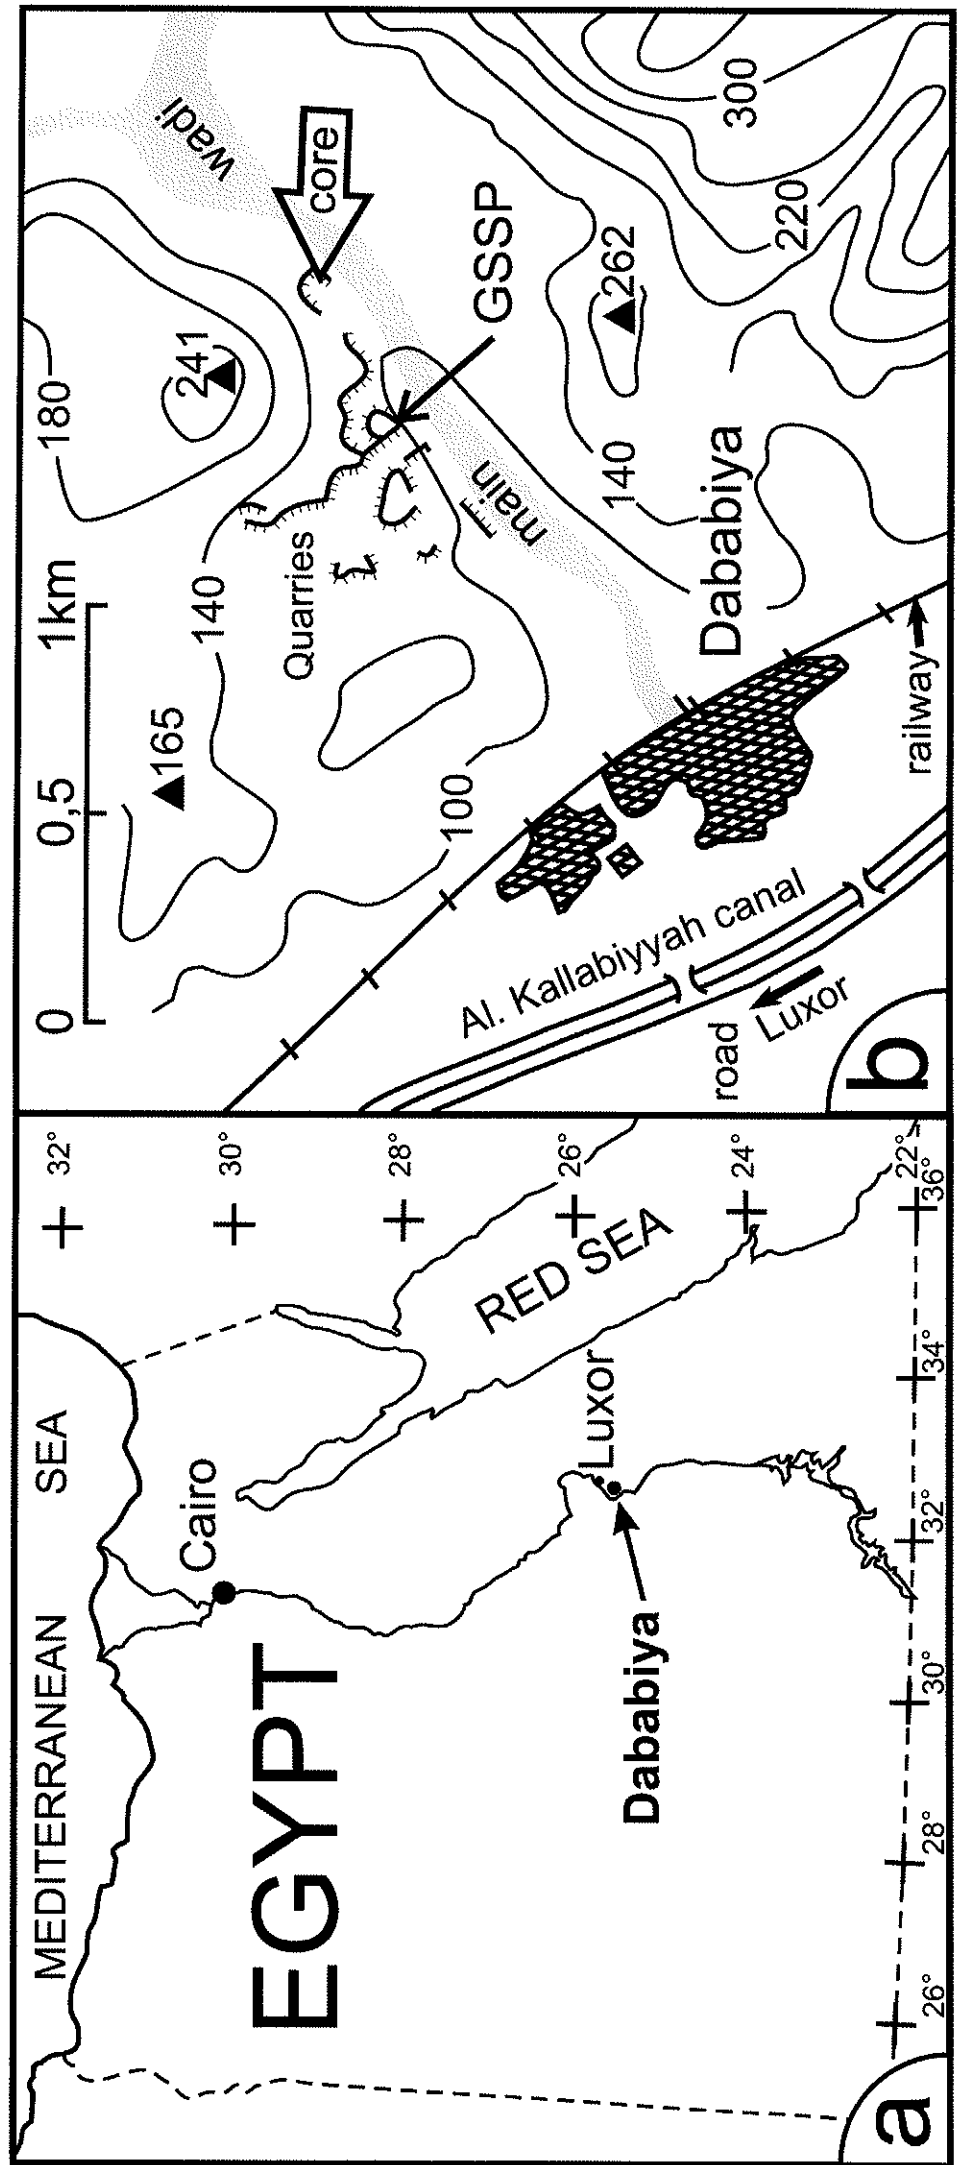 MEDITERRANEAN SEA
32°
Cairo
30°
EGYPT
28°
RED SEA
26°
Luxor
Dababiya
24°
22°
26°
28°
30°
32°
34°
36°
a
0
0,5
1km
180
165
140
241
wadi
Quarries
core
100
main
GSSP
140
262
Al. Kallabiyyah canal
Dababiya
300
220
road
Luxor
railway
b